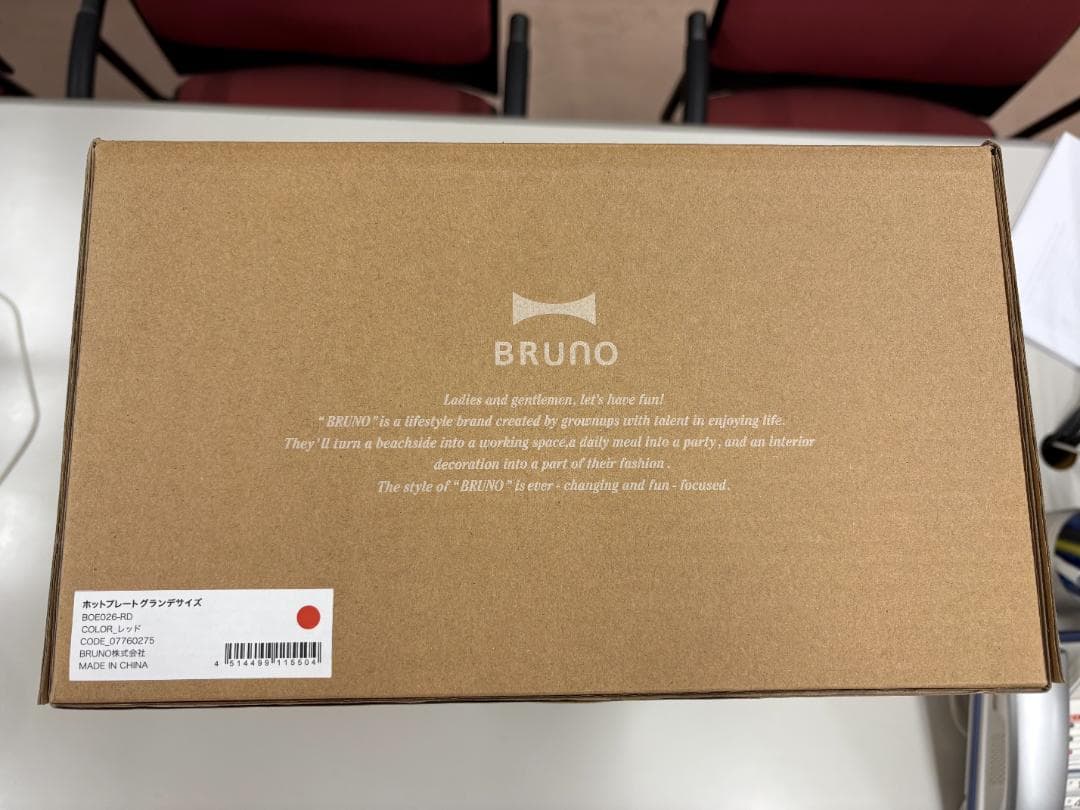 BRUNO
Ladies and gentlemen, let's have fun!
"BRUNO" is a lifestyle brand created by grownups with talent in enjoying life.
They'll turn a beachside into a working space,a daily meal into a party, and an interior
decoration into a part of their fashion.
The style of "BRUNO" is ever-changing and fun-focused.
ホットプレートグランデサイズ
BOE026-RD
COLOR_レッド
CODE_07760275
BRUNO株式会社
MADE IN CHINA
4 514499 115504